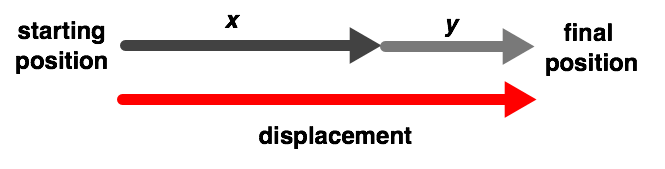 starting
position
x
y
final
position
displacement